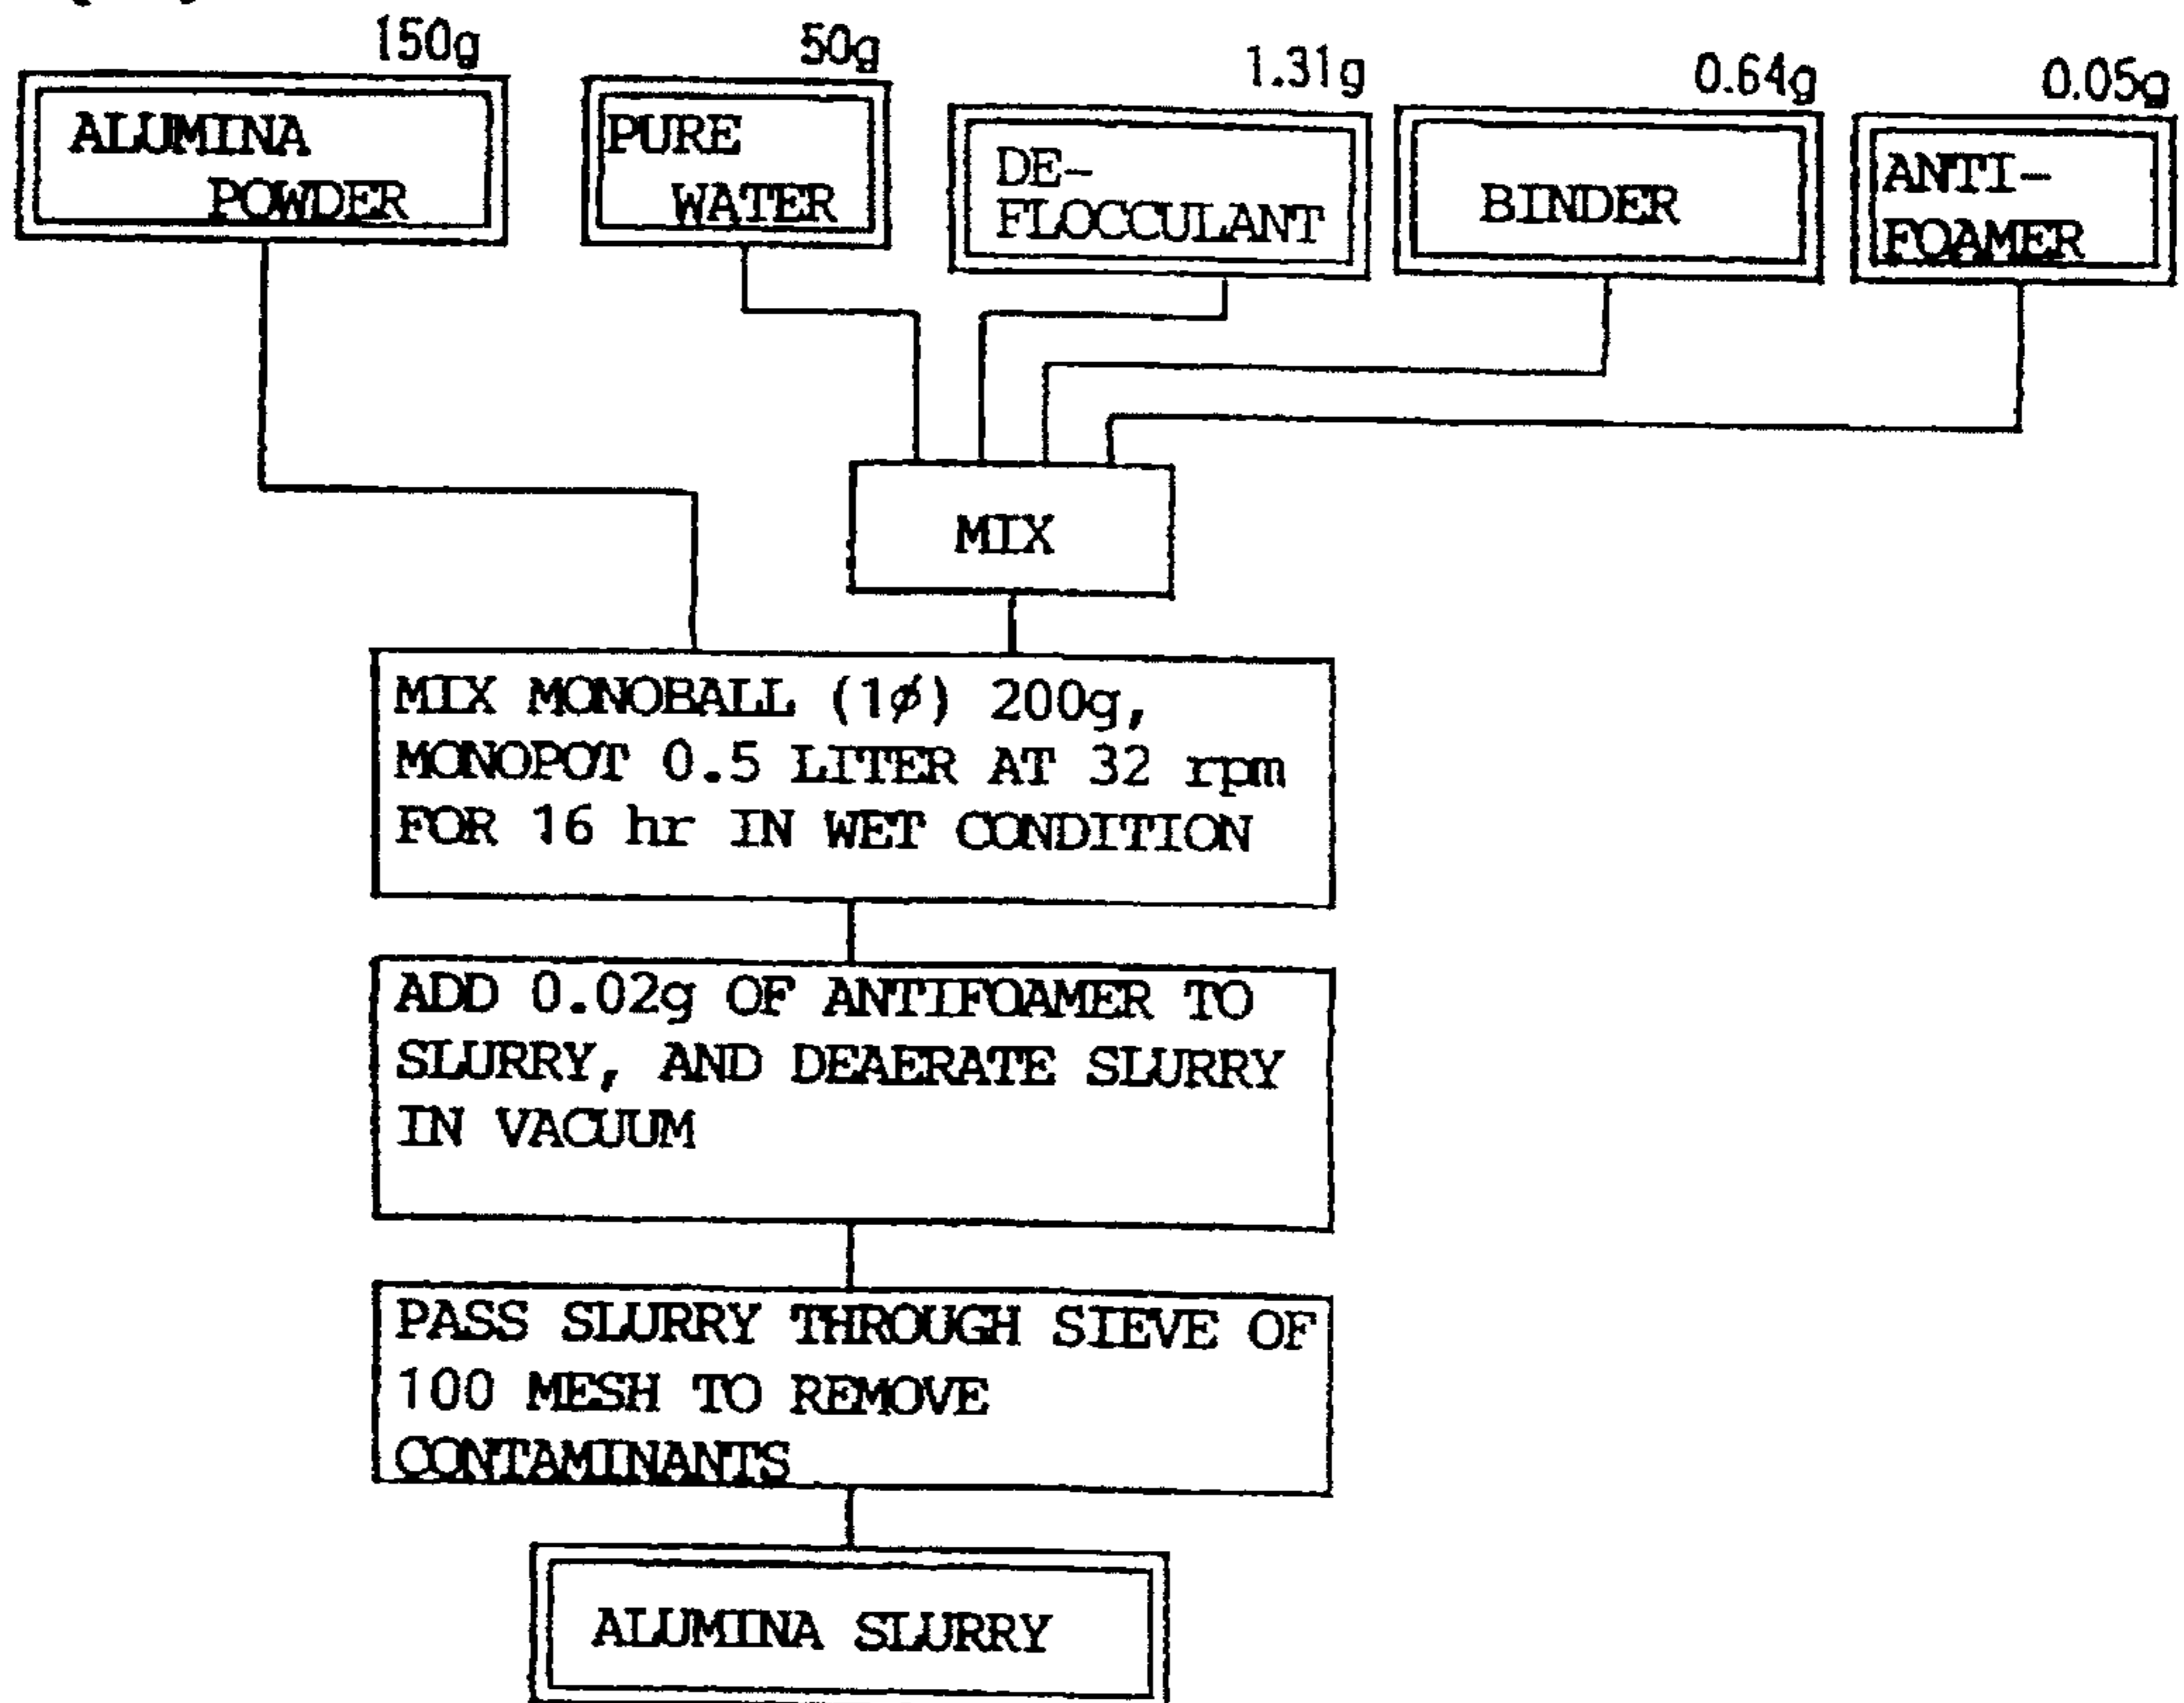 150g
50g
1.31g
0.64g
0.05g
ALUMINA
POWDER
PURE
WATER
DE-
FLOCCULANT
BINDER
ANTI-
FOAMER
MIX
MIX MONOBALL (1ø) 200g,
MONOPOT 0.5 LITER AT 32 rpm
FOR 16 hr IN WET CONDITION
ADD 0.02g OF ANTIFOAMER TO
SLURRY, AND DEAERATE SLURRY
IN VACUUM
PASS SLURRY THROUGH SIEVE OF
100 MESH TO REMOVE
CONTAMINANTS
ALUMINA SLURRY